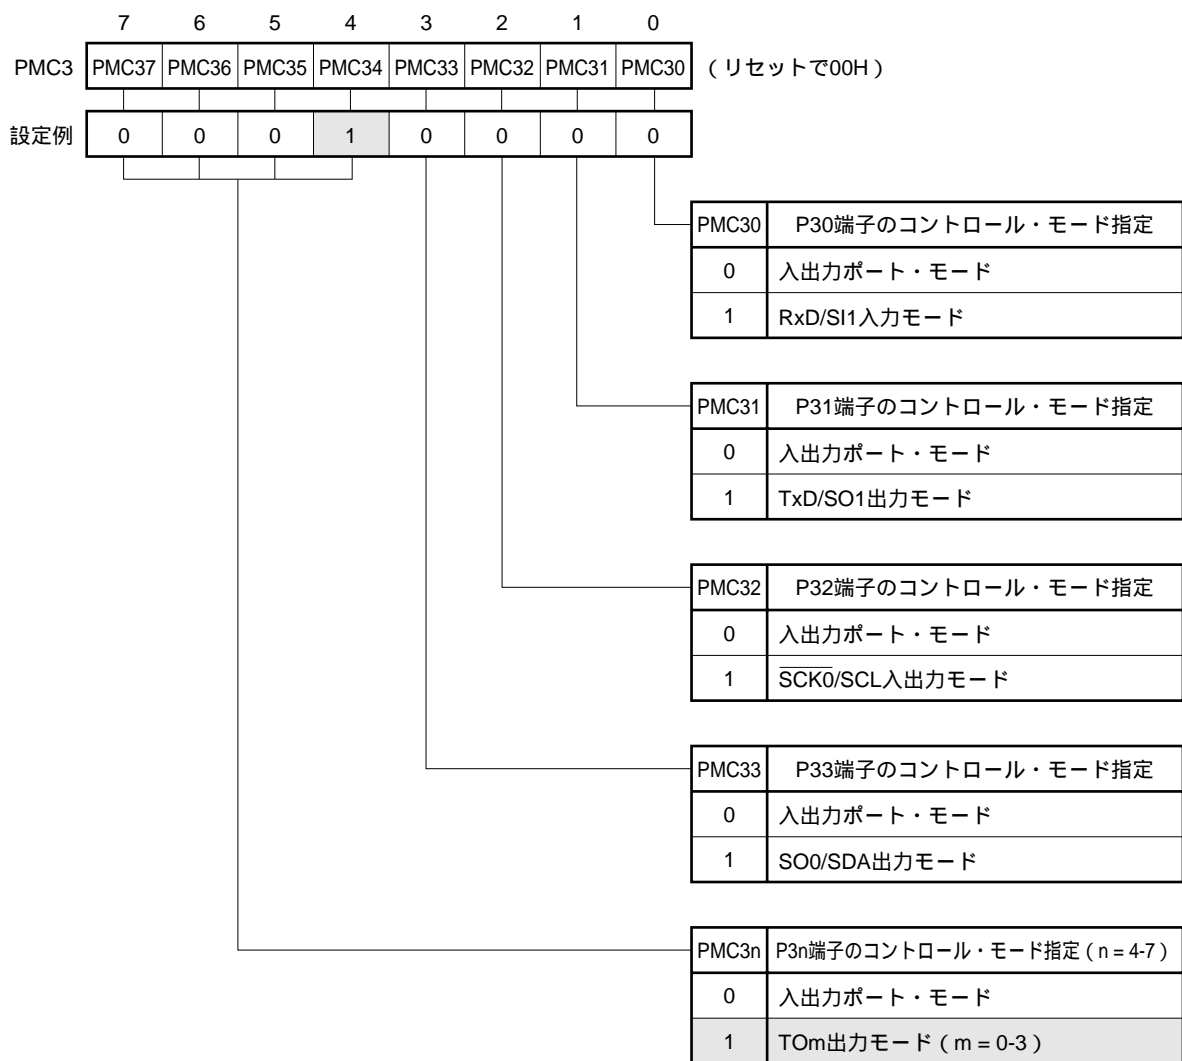 7 6 5 4 3 2 1 0
PMC3 PMC37 PMC36 PMC35 PMC34 PMC33 PMC32 PMC31 PMC30 (リセットで00H)
設定例 0 0 0 1 0 0 0 0
PMC30 P30端子のコントロール・モード指定
0 入出力ポート・モード
1 RxD/SI1入力モード
PMC31 P31端子のコントロール・モード指定
0 入出力ポート・モード
1 TxD/SO1出力モード
PMC32 P32端子のコントロール・モード指定
0 入出力ポート・モード
1 S̅C̅K̅0̅/SCL入出力モード
PMC33 P33端子のコントロール・モード指定
0 入出力ポート・モード
1 SO0/SDA出力モード
PMC3n P3n端子のコントロール・モード指定(n = 4-7)
0 入出力ポート・モード
1 TOm出力モード(m = 0-3)